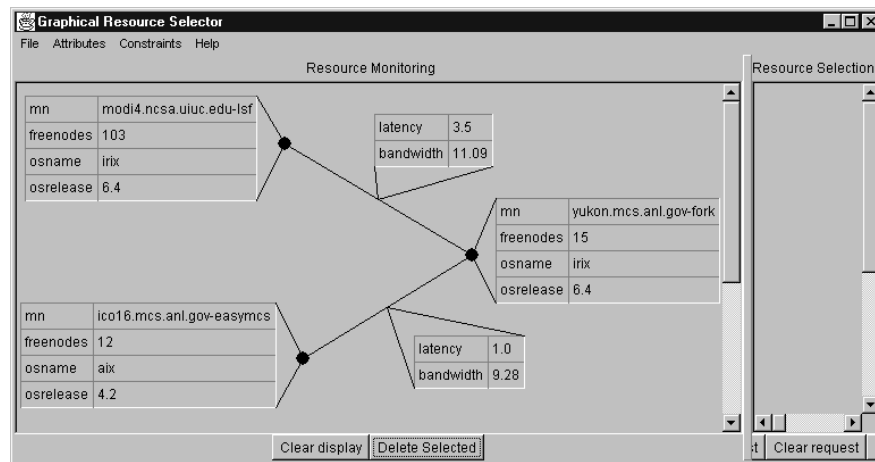 Graphical Resource Selector
File Attributes Constraints Help
Resource Monitoring
Resource Selection
mn modi4.ncsa.uiuc.edu-lsf
freenodes 103
osname irix
osrelease 6.4
latency 3.5
bandwidth 11.09
mn yukon.mcs.anl.gov-fork
freenodes 15
osname irix
osrelease 6.4
mn ico16.mcs.anl.gov-easymcs
freenodes 12
osname aix
osrelease 4.2
latency 1.0
bandwidth 9.28
Clear display Delete Selected
Clear request